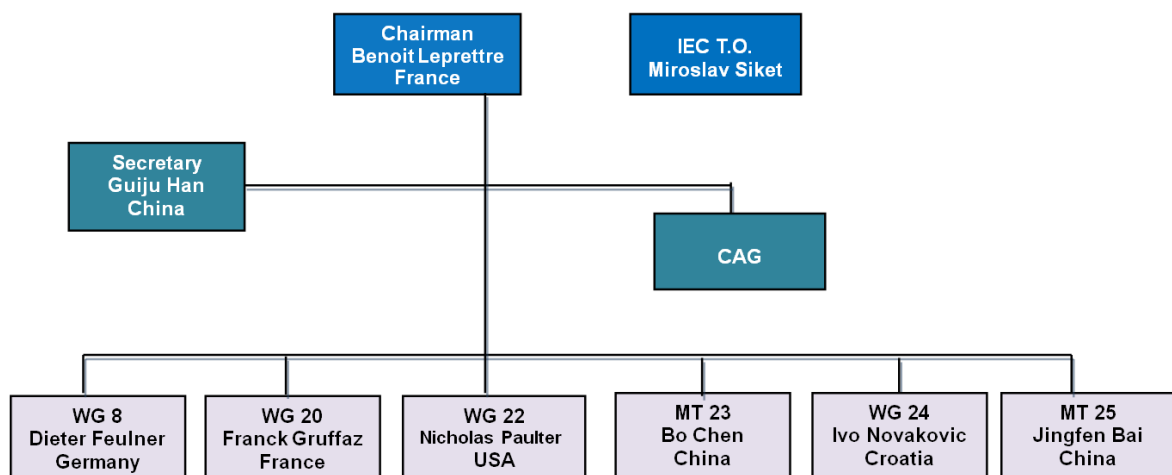 Chairman
Benoit Leprettre
France
IEC T.O.
Miroslav Siket
Secretary
Guiju Han
China
CAG
WG 8
Dieter Feulner
Germany
WG 20
Franck Gruffaz
France
WG 22
Nicholas Paulter
USA
MT 23
Bo Chen
China
WG 24
Ivo Novakovic
Croatia
MT 25
Jingfen Bai
China